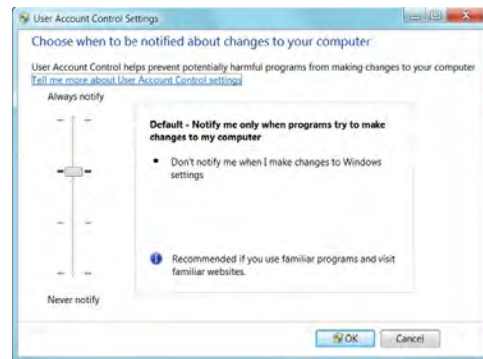 User Account Control Settings
Choose when to be notified about changes to your computer
User Account Control helps prevent potentially harmful programs from making changes to your computer
Tell me more about User Account Control settings
Always notify
Default - Notify me only when programs try to make
changes to my computer
• Don't notify me when I make changes to Windows
settings
Recommended if you use familiar programs and visit
familiar websites.
Never notify
OK
Cancel